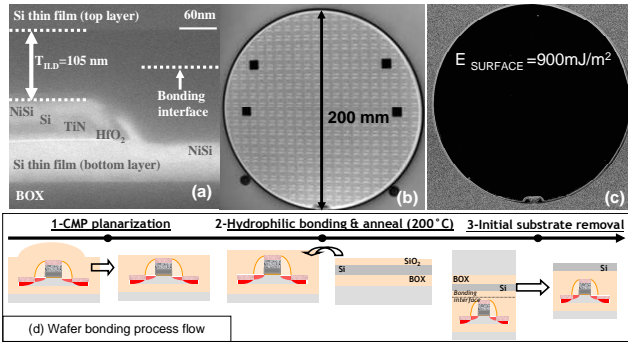 Si thin film (top layer)
60nm
T ILD=105 nm
Bonding
interface
NiSi
Si
TiN
HfO2
NiSi
Si thin film (bottom layer)
BOX
(a)
200 mm
(b)
E SURFACE =900mJ/m²
(c)
1-CMP planarization
2-Hydrophilic bonding & anneal (200°C)
3-Initial substrate removal
SiO2
Si
BOX
BOX
Si
Bonding
interface
Si
(d) Wafer bonding process flow